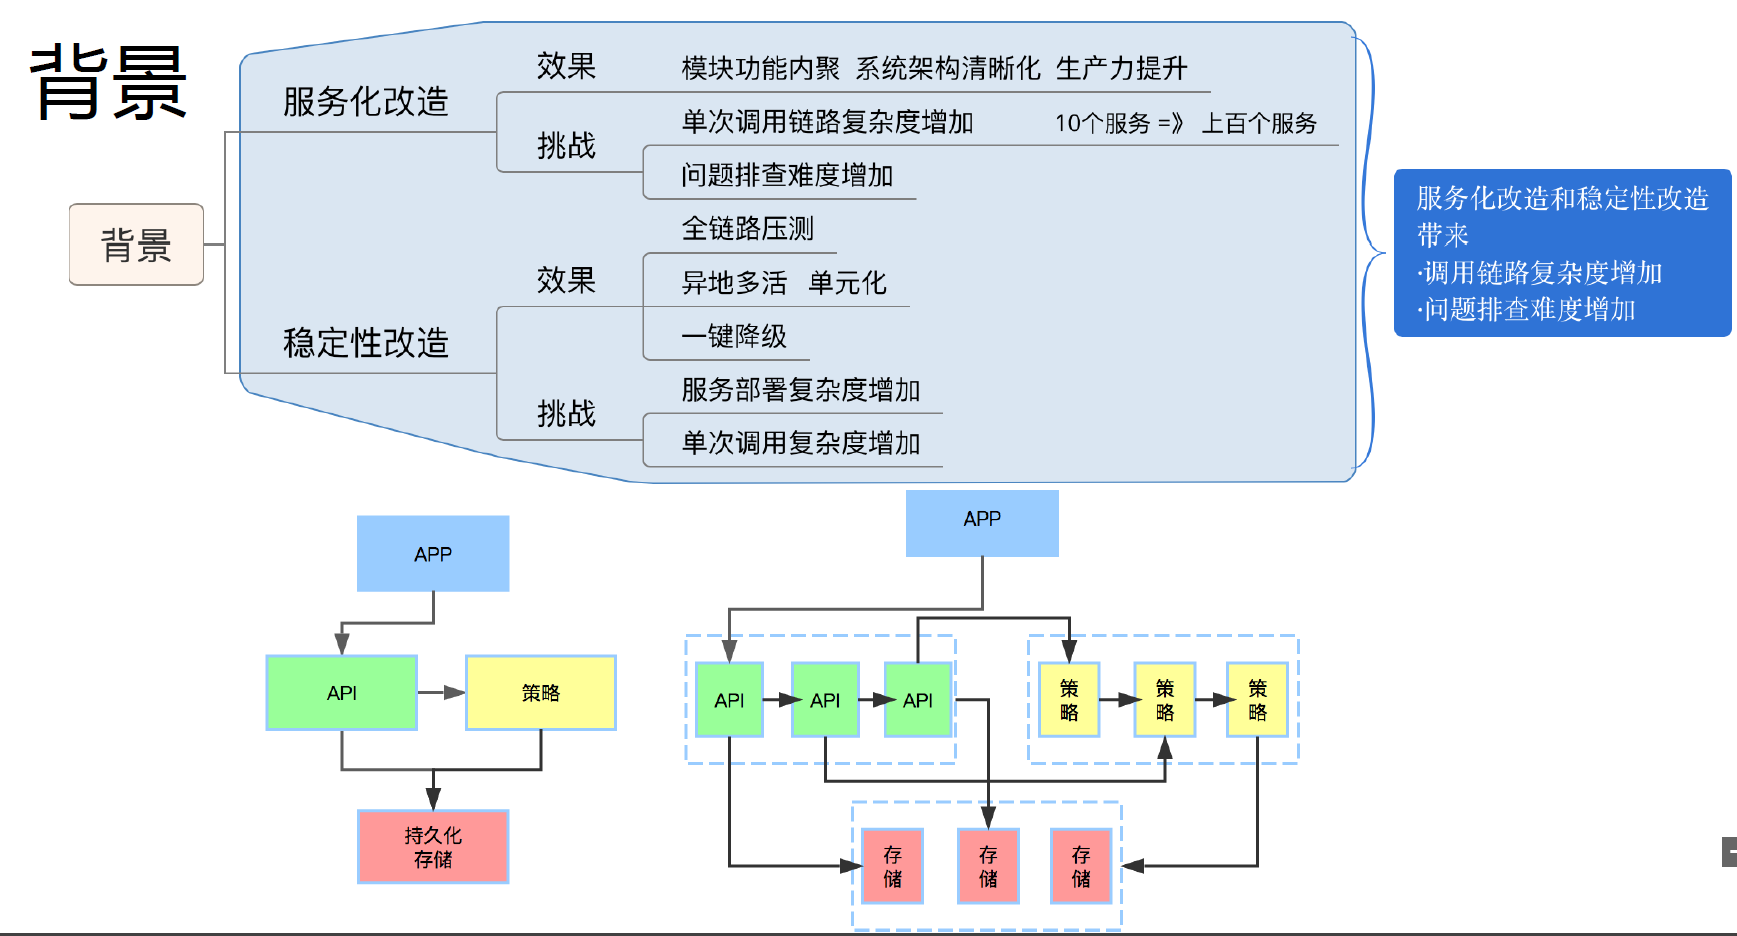 背景
背景
服务化改造
效果
模块功能内聚 系统架构清晰化 生产力提升
挑战
单次调用链路复杂度增加 10个服务 =》 上百个服务
问题排查难度增加
稳定性改造
效果
全链路压测
异地多活 单元化
一键降级
挑战
服务部署复杂度增加
单次调用复杂度增加
服务化改造和稳定性改造
带来
·调用链路复杂度增加
·问题排查难度增加
APP
API
策略
持久化
存储
APP
API
API
API
策
略
策
略
策
略
存
储
存
储
存
储